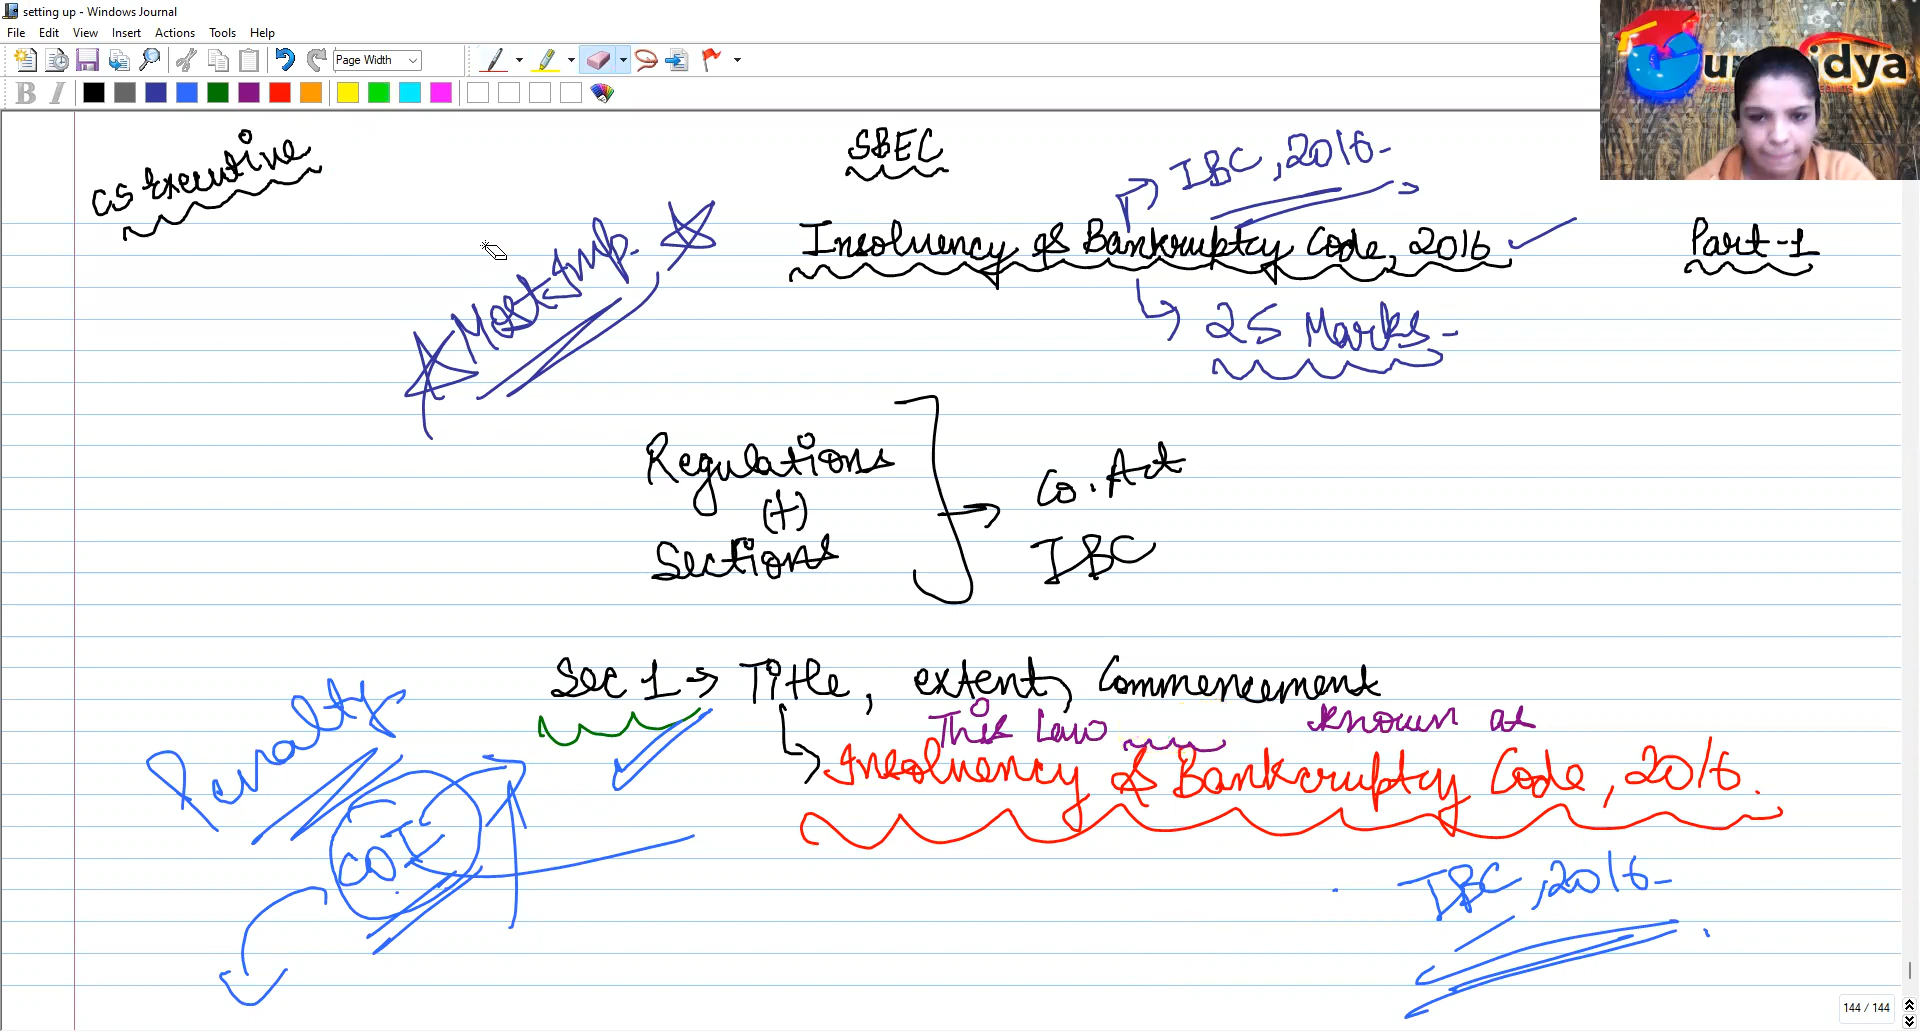 setting up - Windows Journal
File Edit View Insert Actions Tools Help
Page Width
B I
CS Executive
SBEC
IBC, 2016-
Insolvency & Bankruptcy Code, 2016
Part-1
Most Imp.
25 Marks-
Regulations
(+)
Sections
Co. Act
IBC
Sec 1 → Title, extent, Commencement
This Law
known as
Insolvency & Bankruptcy Code, 2016.
Penalty
COI
IBC, 2016-
144 / 144